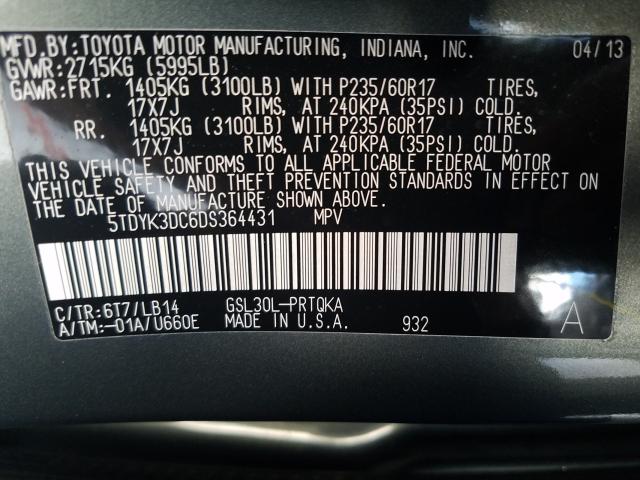 MFD.BY:TOYOTA MOTOR MANUFACTURING, INDIANA, INC. 04/13
GVWR:2715KG (5995LB)
GAWR:FRT. 1405KG (3100LB) WITH P235/60R17 TIRES,
17X7J RIMS, AT 240KPA (35PSI) COLD.
RR. 1405KG (3100LB) WITH P235/60R17 TIRES,
17X7J RIMS, AT 240KPA (35PSI) COLD.
THIS VEHICLE CONFORMS TO ALL APPLICABLE FEDERAL MOTOR
VEHICLE SAFETY AND THEFT PREVENTION STANDARDS IN EFFECT ON
THE DATE OF MANUFACTURE SHOWN ABOVE.
5TDYK3DC6DS364431 MPV
C/TR:6T7/LB14 GSL30L-PRTQKA
A/TM:-01A/U660E MADE IN U.S.A. 932 A